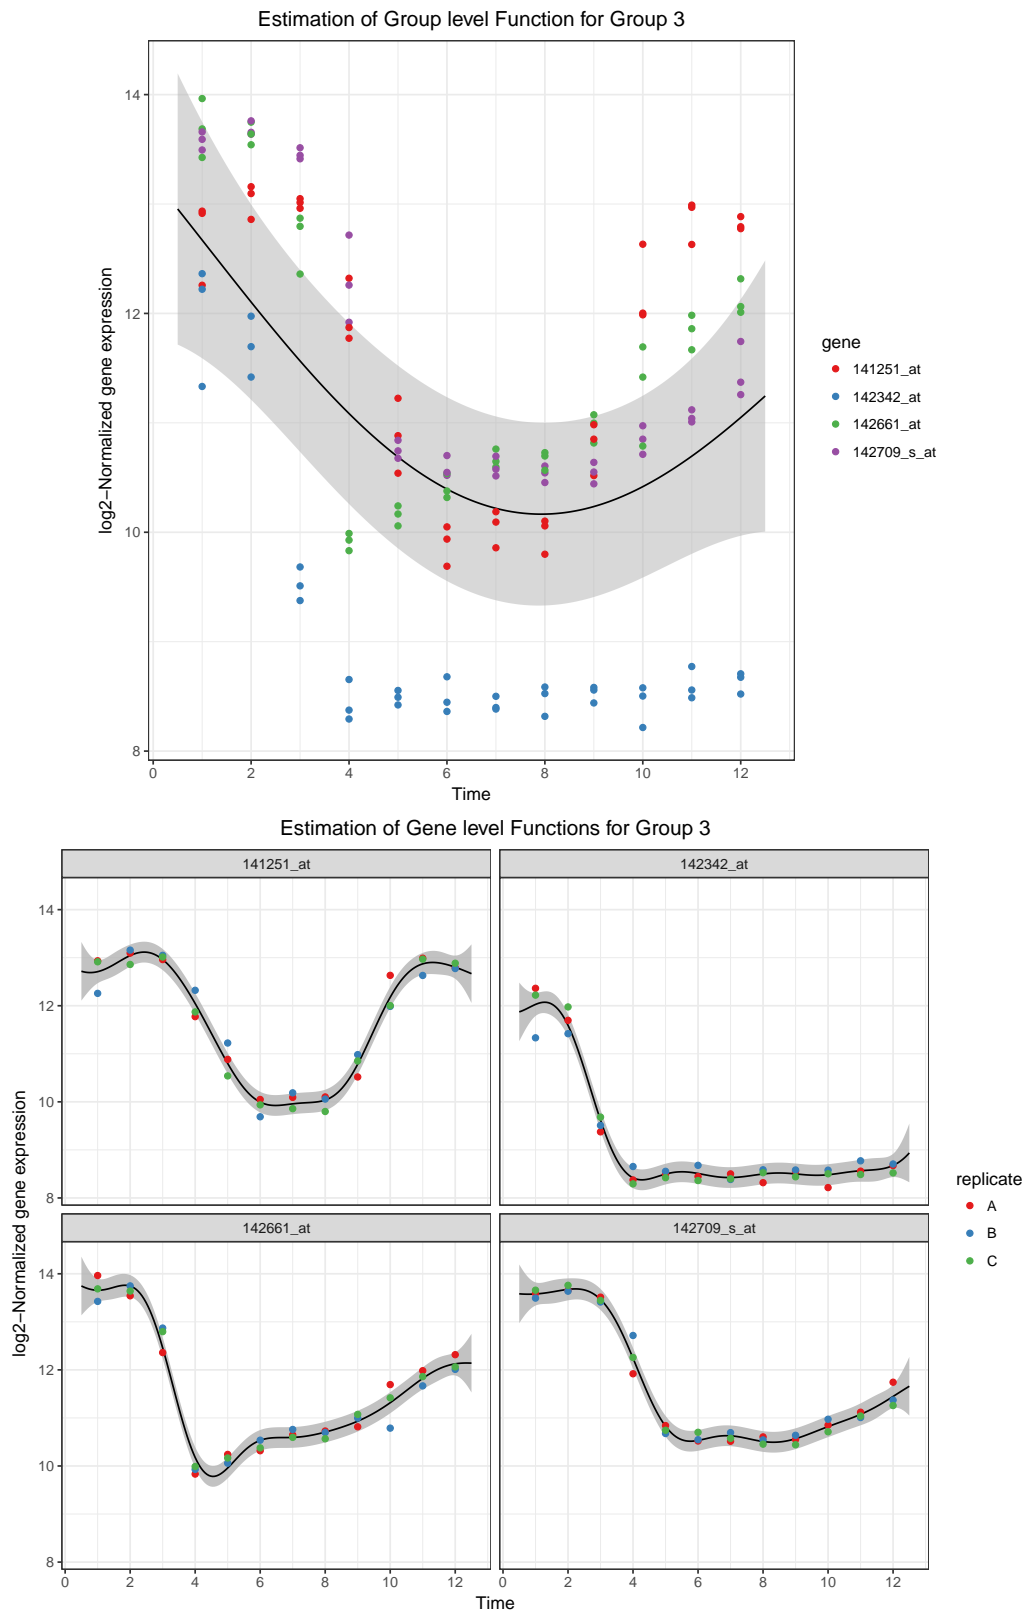 Estimation of Group level Function for Group 3
log2−Normalized gene expression
14
12
10
8
0 2 4 6 8 10 12
Time
gene
141251_at
142342_at
142661_at
142709_s_at
Estimation of Gene level Functions for Group 3
log2−Normalized gene expression
141251_at 142342_at
14
12
10
8
142661_at 142709_s_at
14
12
10
8
0 2 4 6 8 10 12 0 2 4 6 8 10 12
Time
replicate
A
B
C